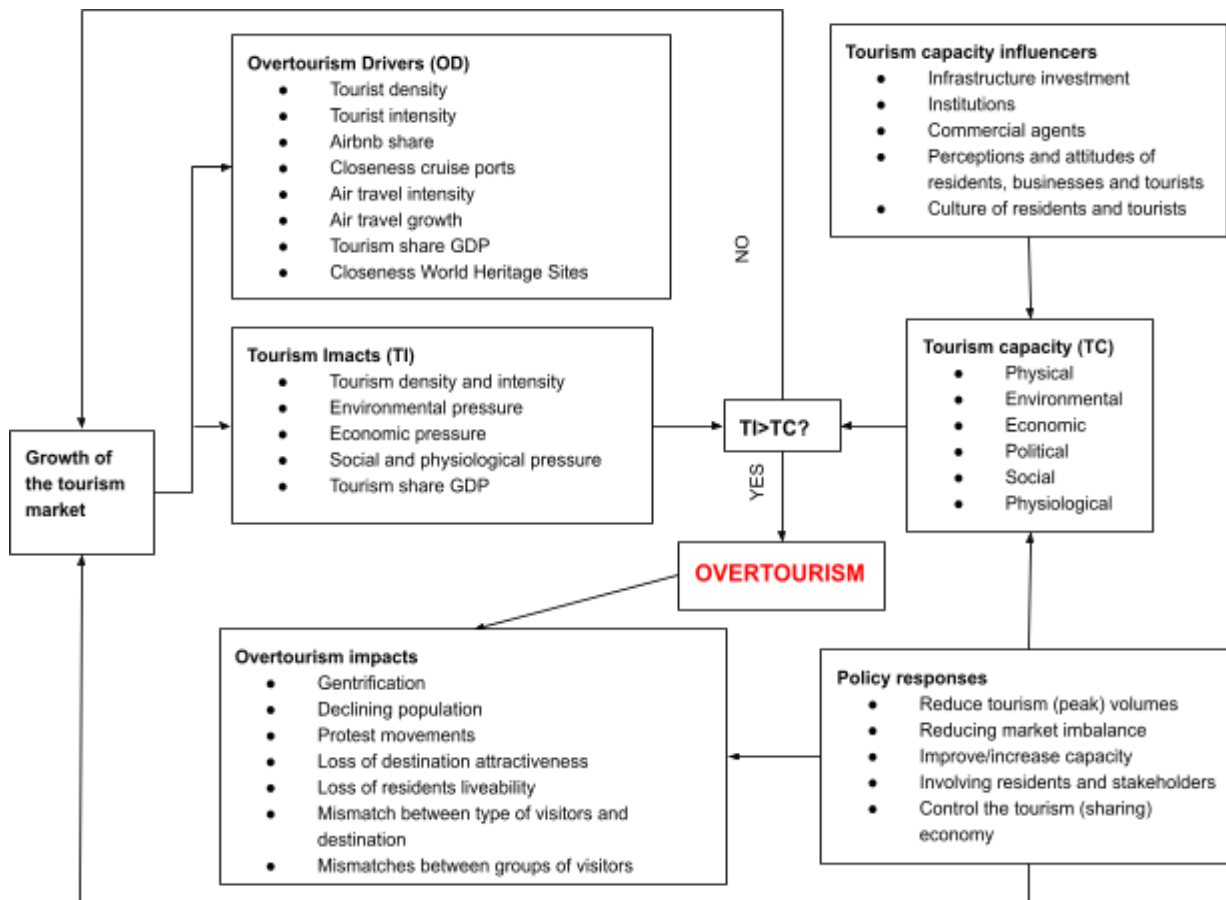 Overtourism Drivers (OD)
● Tourist density
● Tourist intensity
● Airbnb share
● Closeness cruise ports
● Air travel intensity
● Air travel growth
● Tourism share GDP
● Closeness World Heritage Sites
Tourism capacity influencers
● Infrastructure investment
● Institutions
● Commercial agents
● Perceptions and attitudes of
residents, businesses and tourists
● Culture of residents and tourists
NO
Tourism Imacts (TI)
● Tourism density and intensity
● Environmental pressure
● Economic pressure
● Social and physiological pressure
● Tourism share GDP
Tourism capacity (TC)
● Physical
● Environmental
● Economic
● Political
● Social
● Physiological
TI>TC?
Growth of
the tourism
market
YES
OVERTOURISM
Overtourism impacts
● Gentrification
● Declining population
● Protest movements
● Loss of destination attractiveness
● Loss of residents liveability
● Mismatch between type of visitors and
destination
● Mismatches between groups of visitors
Policy responses
● Reduce tourism (peak) volumes
● Reducing market imbalance
● Improve/increase capacity
● Involving residents and stakeholders
● Control the tourism (sharing)
economy